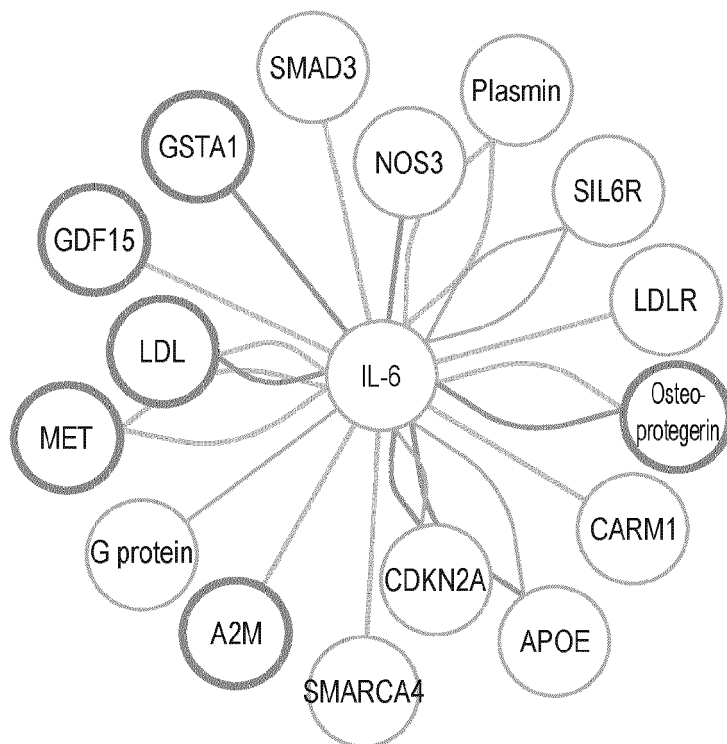 SMAD3
Plasmin
GSTA1
NOS3
SIL6R
GDF15
LDLR
LDL
IL-6
Osteo-
protegerin
MET
CARM1
G protein
CDKN2A
A2M
APOE
SMARCA4